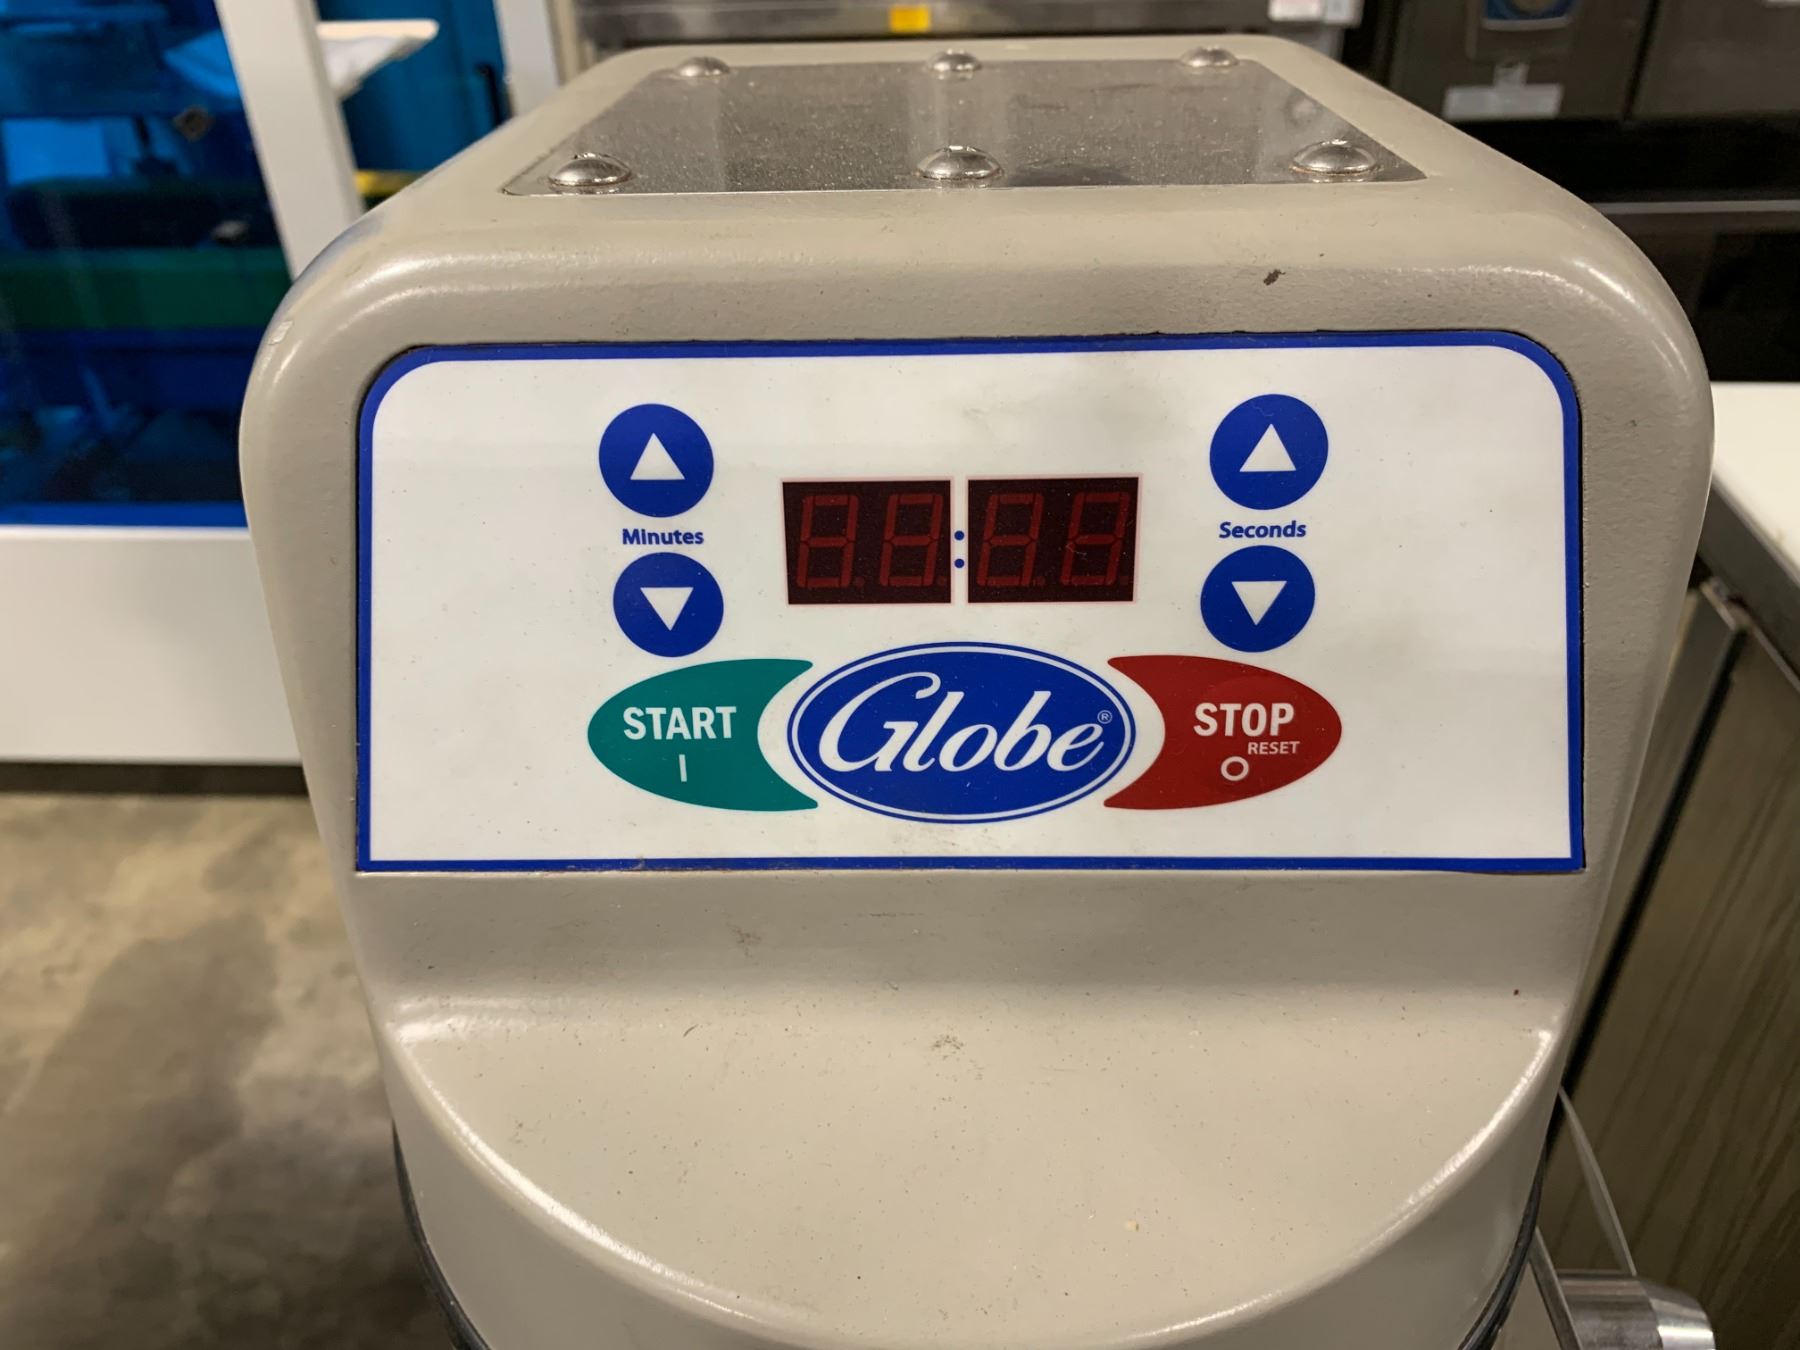 Minutes
Seconds
START
I
Globe®
STOP
RESET
O